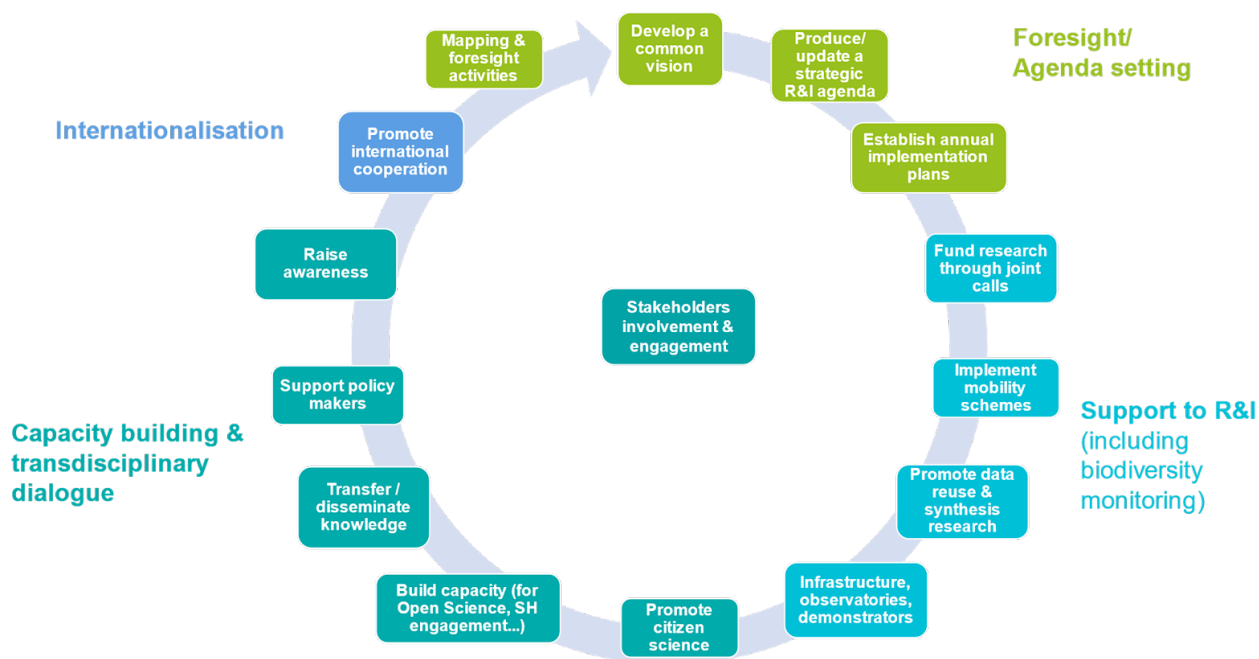 Develop a
common
vision
Produce/
update a
strategic
R&I agenda
Foresight/
Agenda setting
Establish annual
implementation
plans
Fund research
through joint
calls
Implement
mobility
schemes
Support to R&I
(including
biodiversity
monitoring)
Promote data
reuse &
synthesis
research
Infrastructure,
observatories,
demonstrators
Promote
citizen
science
Build capacity (for
Open Science, SH
engagement...)
Transfer /
disseminate
knowledge
Capacity building &
transdisciplinary
dialogue
Support policy
makers
Raise
awareness
Promote
international
cooperation
Internationalisation
Mapping &
foresight
activities
Stakeholders
involvement &
engagement